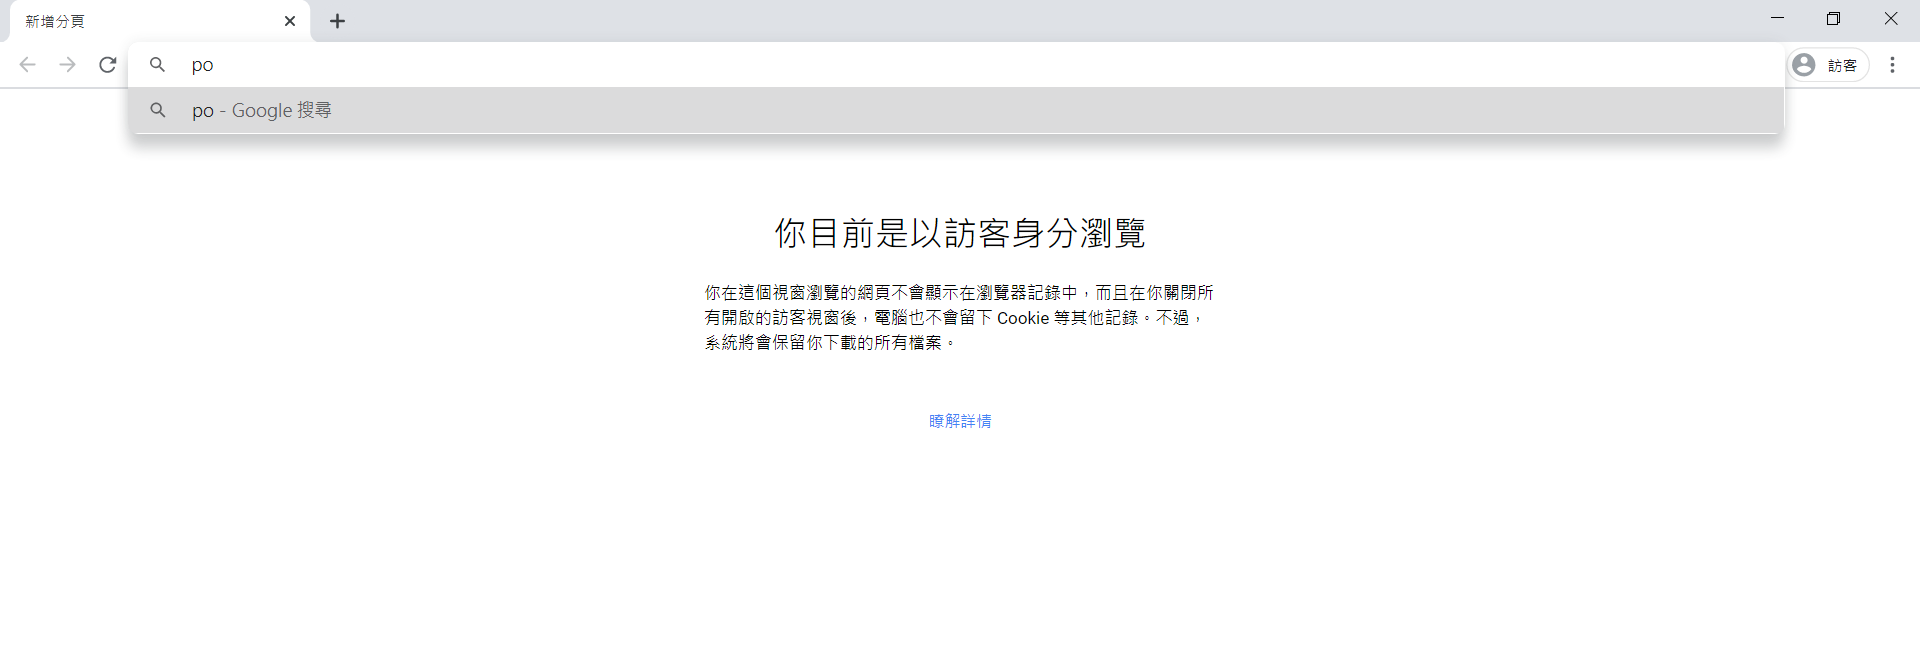 新增分頁
po
訪客
po - Google 搜尋
你目前是以訪客身分瀏覽
你在這個視窗瀏覽的網頁不會顯示在瀏覽器記錄中，而且在你關閉所
有開啟的訪客視窗後，電腦也不會留下 Cookie 等其他記錄。不過，
系統將會保留你下載的所有檔案。
瞭解詳情